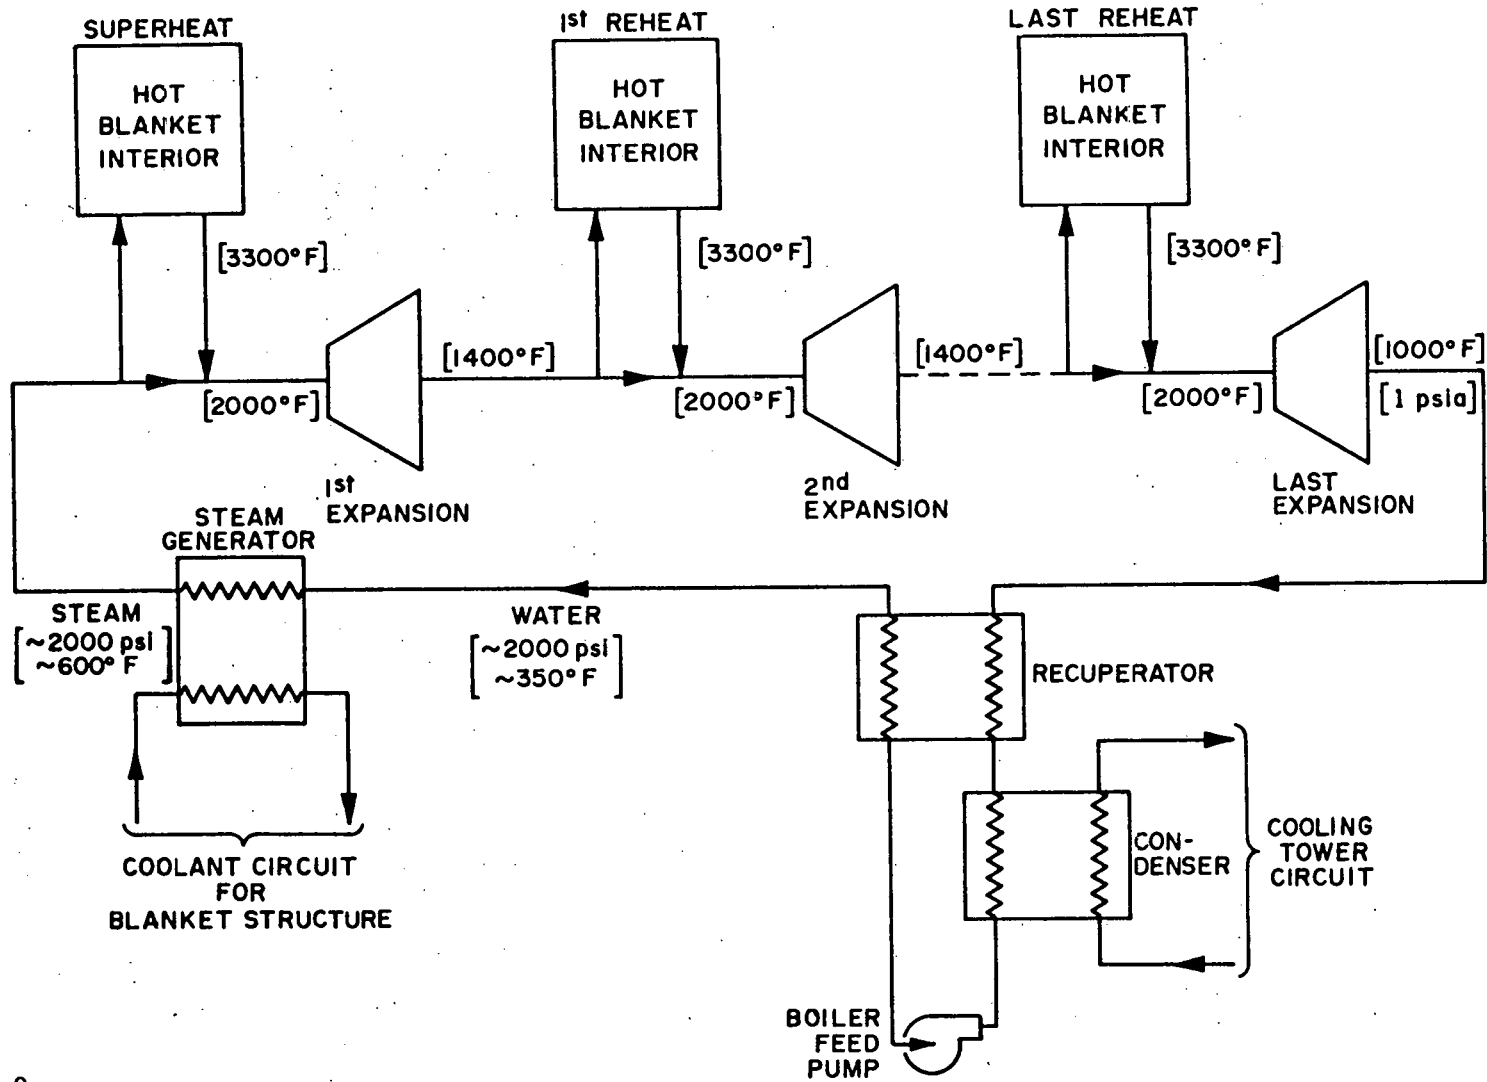 SUPERHEAT
HOT
BLANKET
INTERIOR
[3300°F]
1st REHEAT
HOT
BLANKET
INTERIOR
[3300°F]
LAST REHEAT
HOT
BLANKET
INTERIOR
[3300°F]
[2000°F]
[1400°F]
[2000°F]
[1400°F]
[2000°F]
[1000°F]
[1 psia]
1st
EXPANSION
2nd
EXPANSION
LAST
EXPANSION
STEAM
GENERATOR
STEAM
[~2000 psi
~600°F]
WATER
[~2000 psi
~350°F]
RECUPERATOR
COOLANT CIRCUIT
FOR
BLANKET STRUCTURE
CON-
DENSER
COOLING
TOWER
CIRCUIT
BOILER
FEED
PUMP